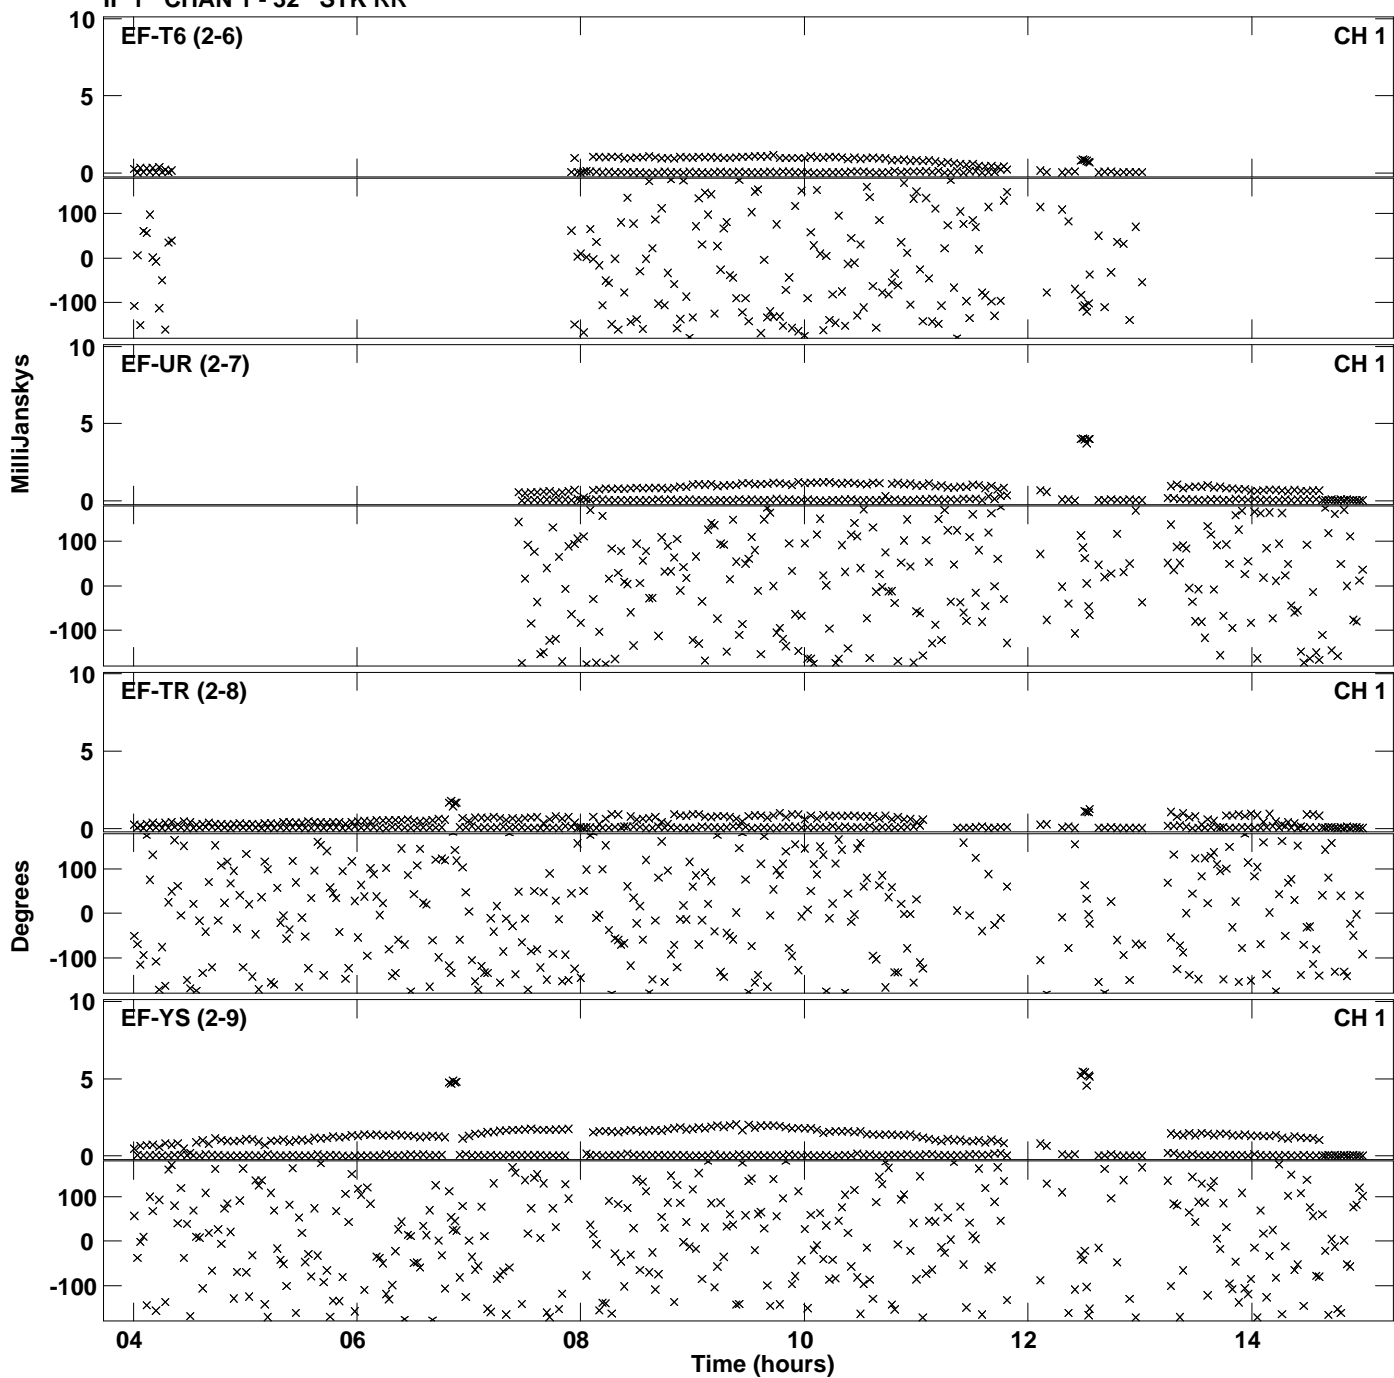 IF 1 CHAN 1 - 32 STK RR
EF-T6 (2-6) CH 1
10
5
0
100
0
-100
EF-UR (2-7) CH 1
10
5
0
100
0
-100
MilliJanskys
EF-TR (2-8) CH 1
10
5
0
100
0
-100
Degrees
EF-YS (2-9) CH 1
10
5
0
100
0
-100
04 06 08 10 12 14
Time (hours)